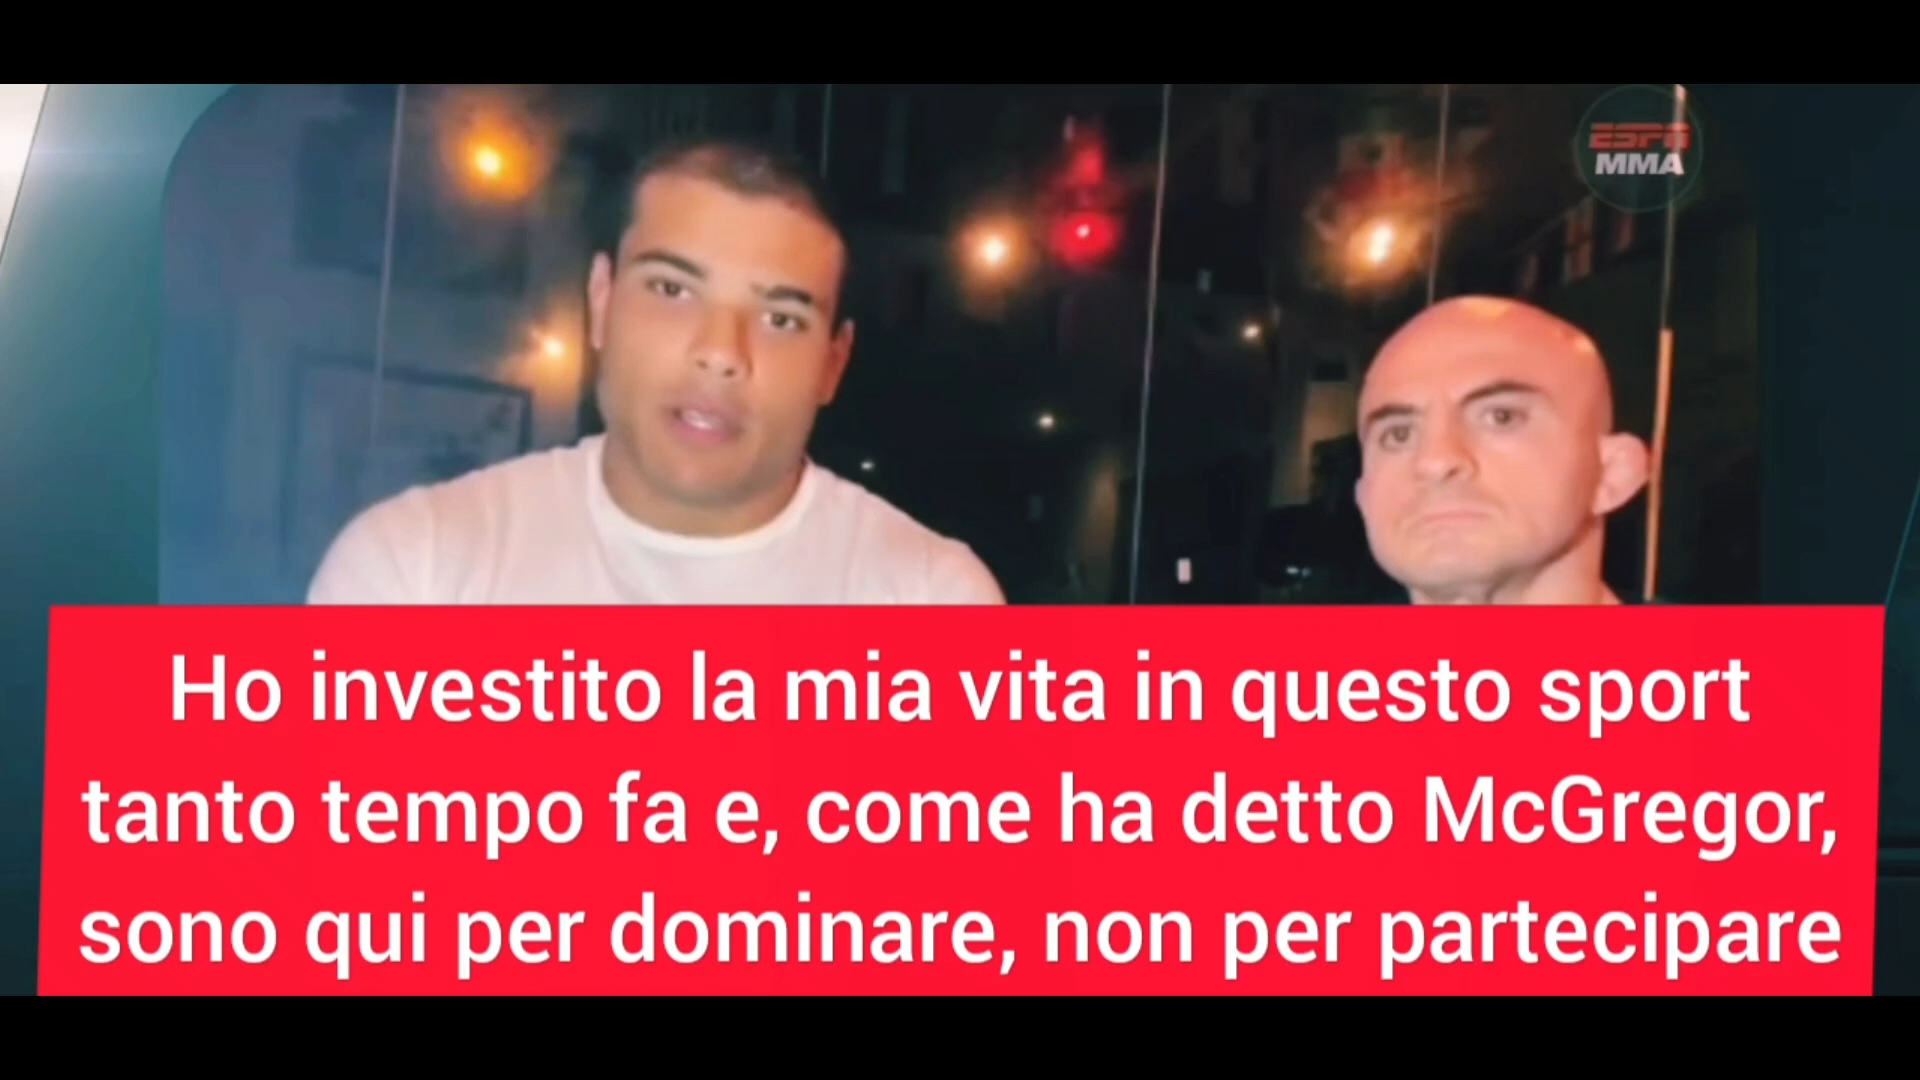 ESPN
MMA
Ho investito la mia vita in questo sport
tanto tempo fa e, come ha detto McGregor,
sono qui per dominare, non per partecipare